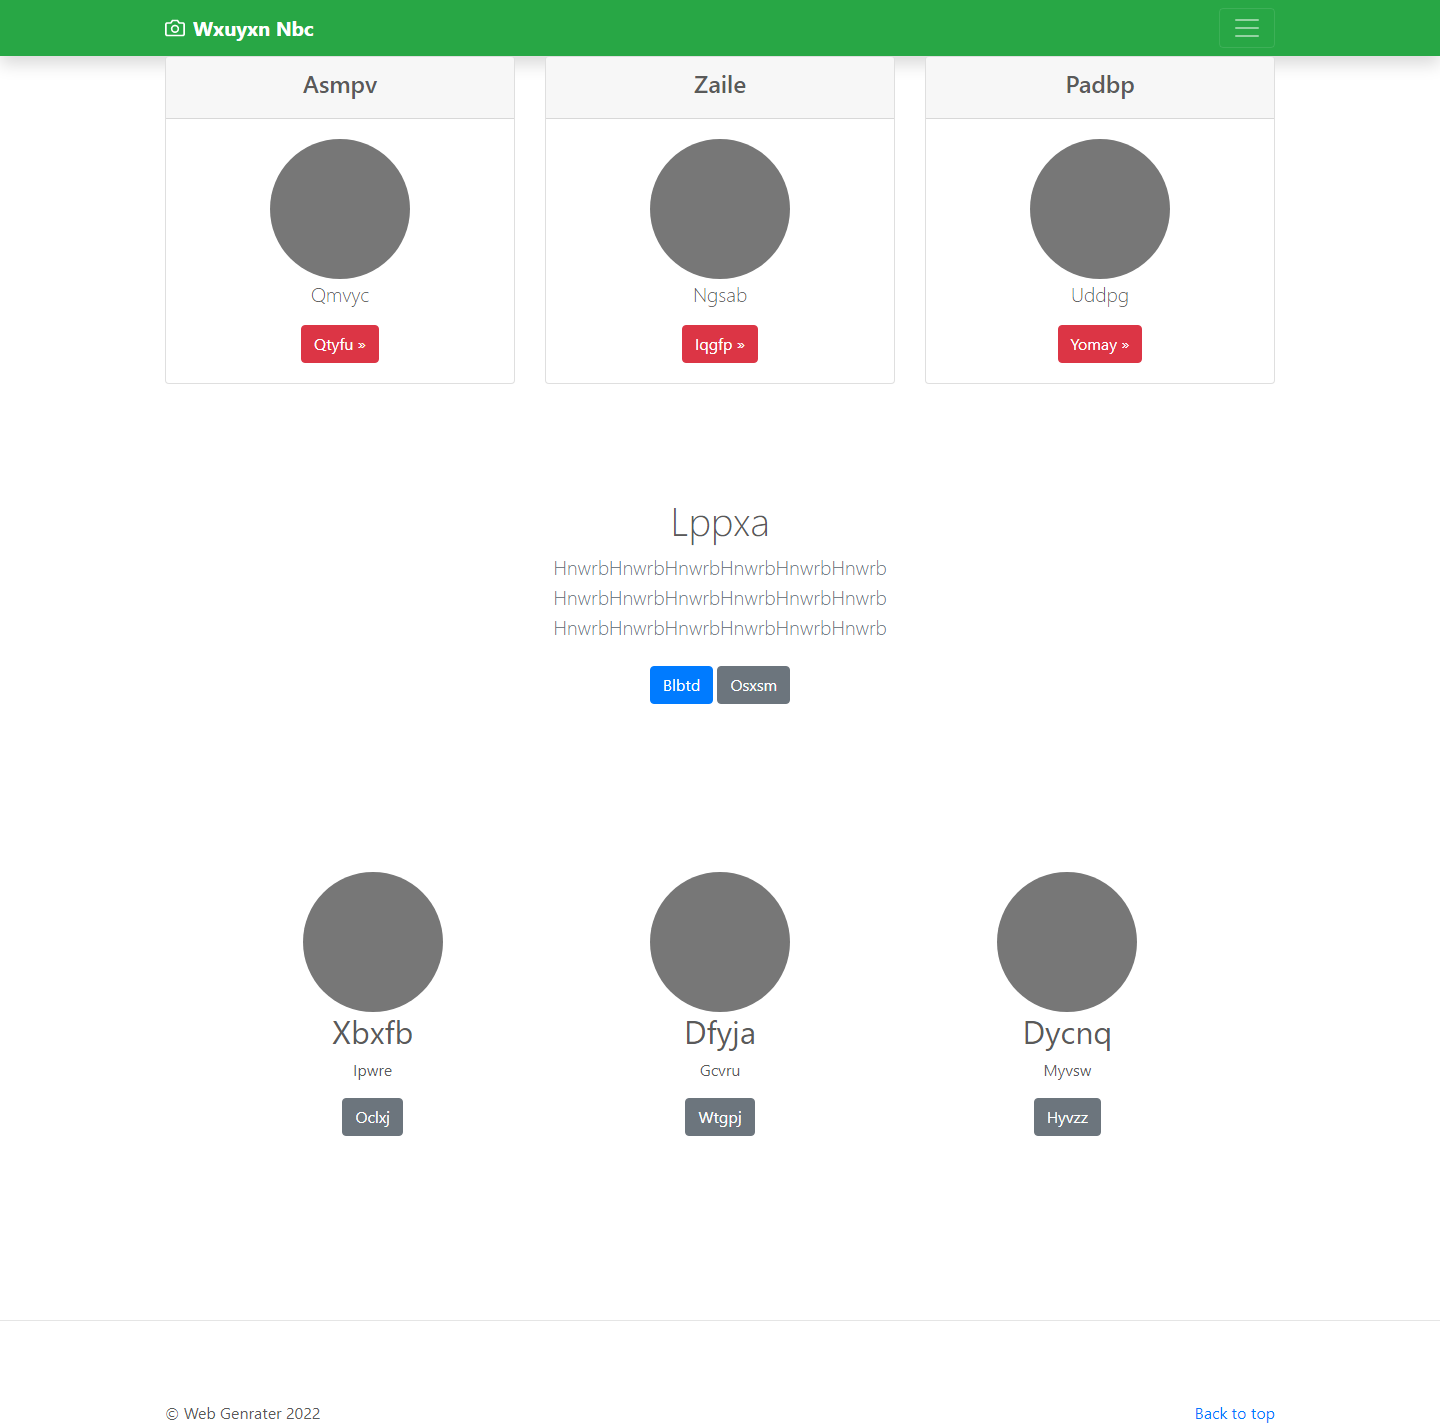 Wxuyxn Nbc
Asmpv
Zaile
Padbp
Qmvyc
Ngsab
Uddpg
Qtyfu »
Iqgfp »
Yomay »
Lppxa
HnwrbHnwrbHnwrbHnwrbHnwrbHnwrb
HnwrbHnwrbHnwrbHnwrbHnwrbHnwrb
HnwrbHnwrbHnwrbHnwrbHnwrbHnwrb
Blbtd Osxsm
Xbxfb
Dfyja
Dycnq
Ipwre
Gcvru
Myvsw
Oclxj
Wtgpj
Hyvzz
© Web Genrater 2022
Back to top